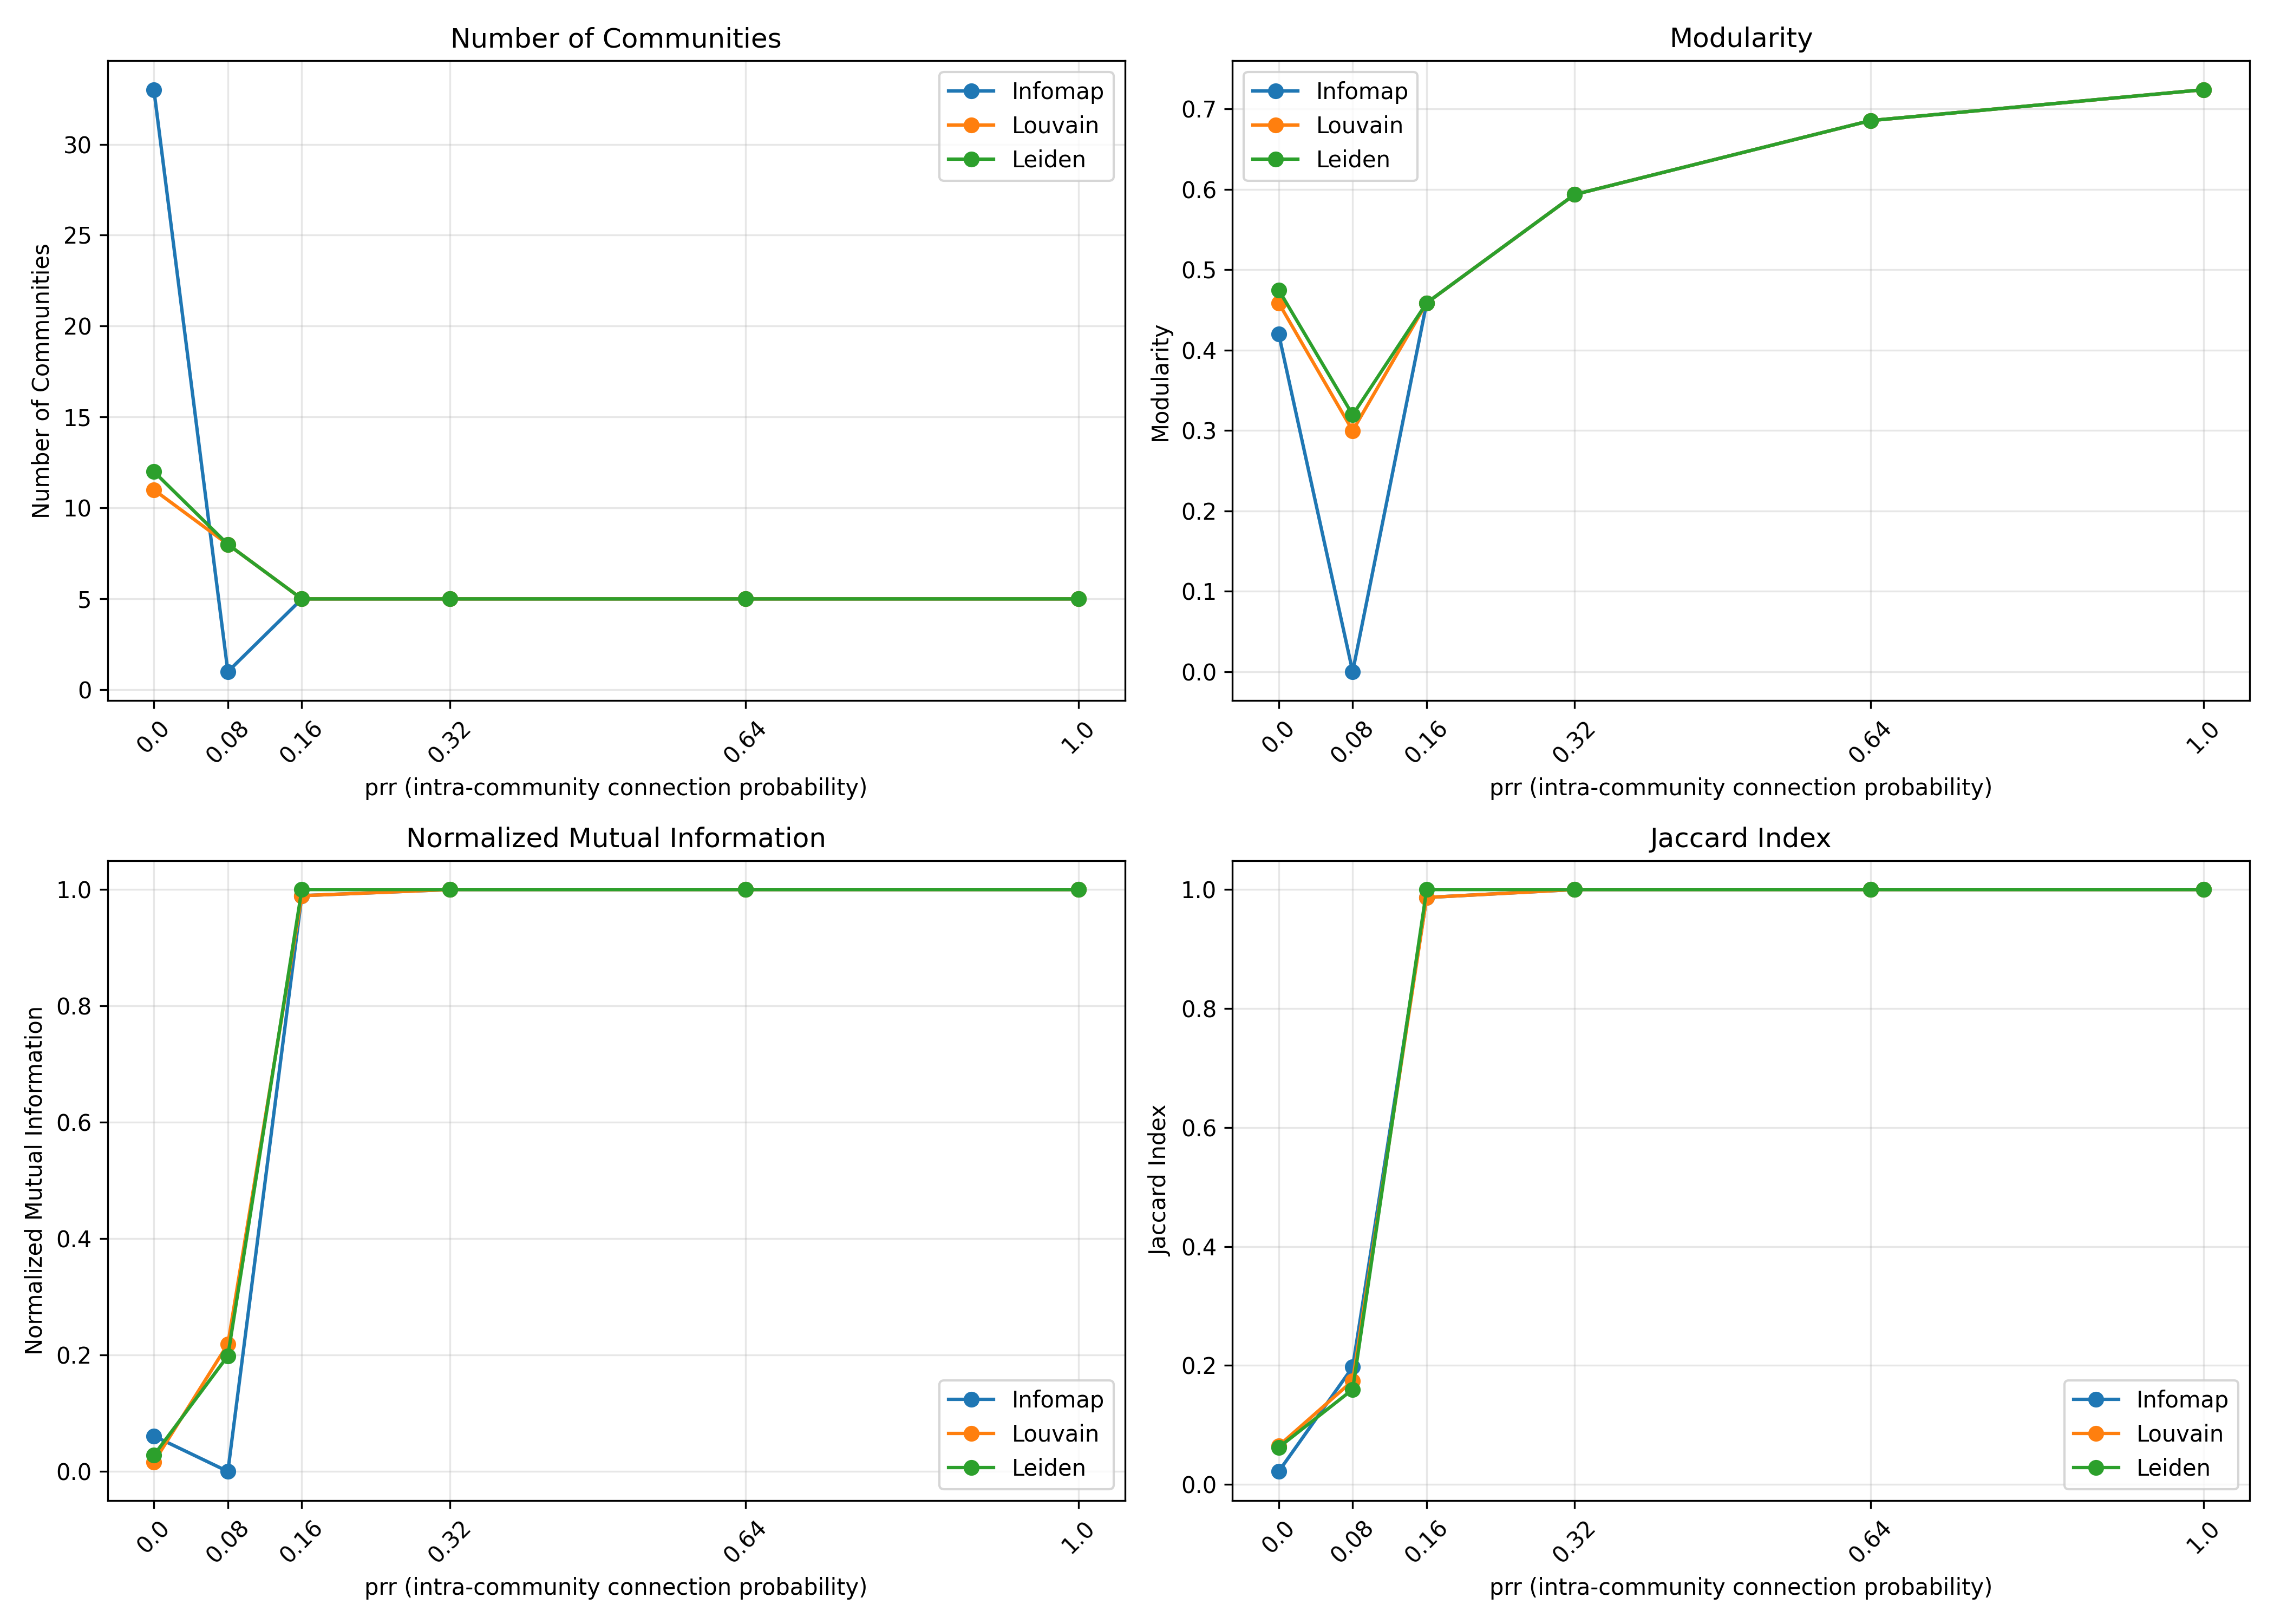 Number of Communities
Number of Communities
30
25
20
15
10
5
0
Infomap
Louvain
Leiden
0.0 0.08 0.16 0.32 0.64 1.0
prr (intra-community connection probability)
Modularity
Modularity
0.7
0.6
0.5
0.4
0.3
0.2
0.1
0.0
Infomap
Louvain
Leiden
0.0 0.08 0.16 0.32 0.64 1.0
prr (intra-community connection probability)
Normalized Mutual Information
Normalized Mutual Information
1.0
0.8
0.6
0.4
0.2
0.0
Infomap
Louvain
Leiden
0.0 0.08 0.16 0.32 0.64 1.0
prr (intra-community connection probability)
Jaccard Index
Jaccard Index
1.0
0.8
0.6
0.4
0.2
0.0
Infomap
Louvain
Leiden
0.0 0.08 0.16 0.32 0.64 1.0
prr (intra-community connection probability)